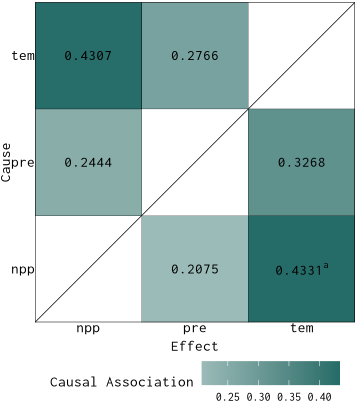 tem 0.4307 0.2766
Cause
pre 0.2444 0.3268
npp 0.2075 0.4331ᵃ
npp pre tem
Effect
Causal Association
0.25 0.30 0.35 0.40